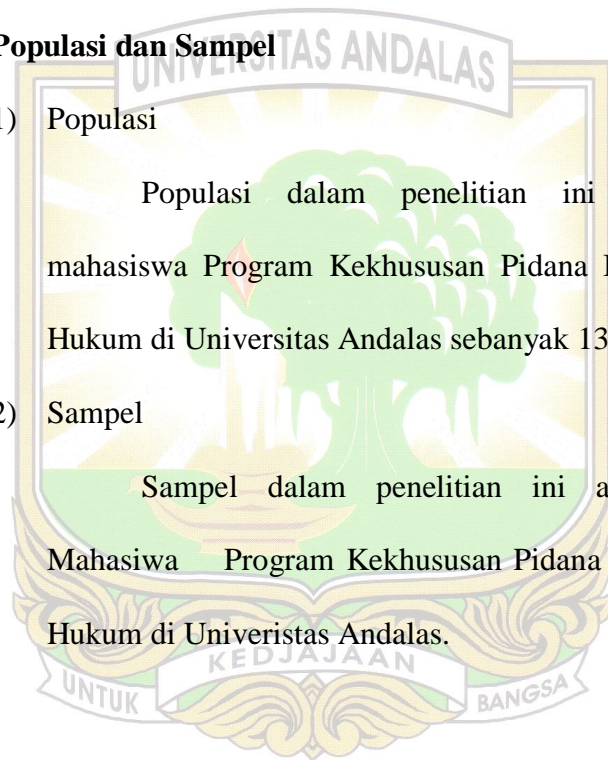 Populasi dan Sampel
UNIVERSITAS ANDALAS
1) Populasi
Populasi dalam penelitian ini
mahasiswa Program Kekhususan Pidana
Hukum di Universitas Andalas sebanyak 13
2) Sampel
Sampel dalam penelitian ini a
Mahasiwa Program Kekhususan Pidana
Hukum di Univeristas Andalas.
KEDJAJAAN
UNTUK BANGSA